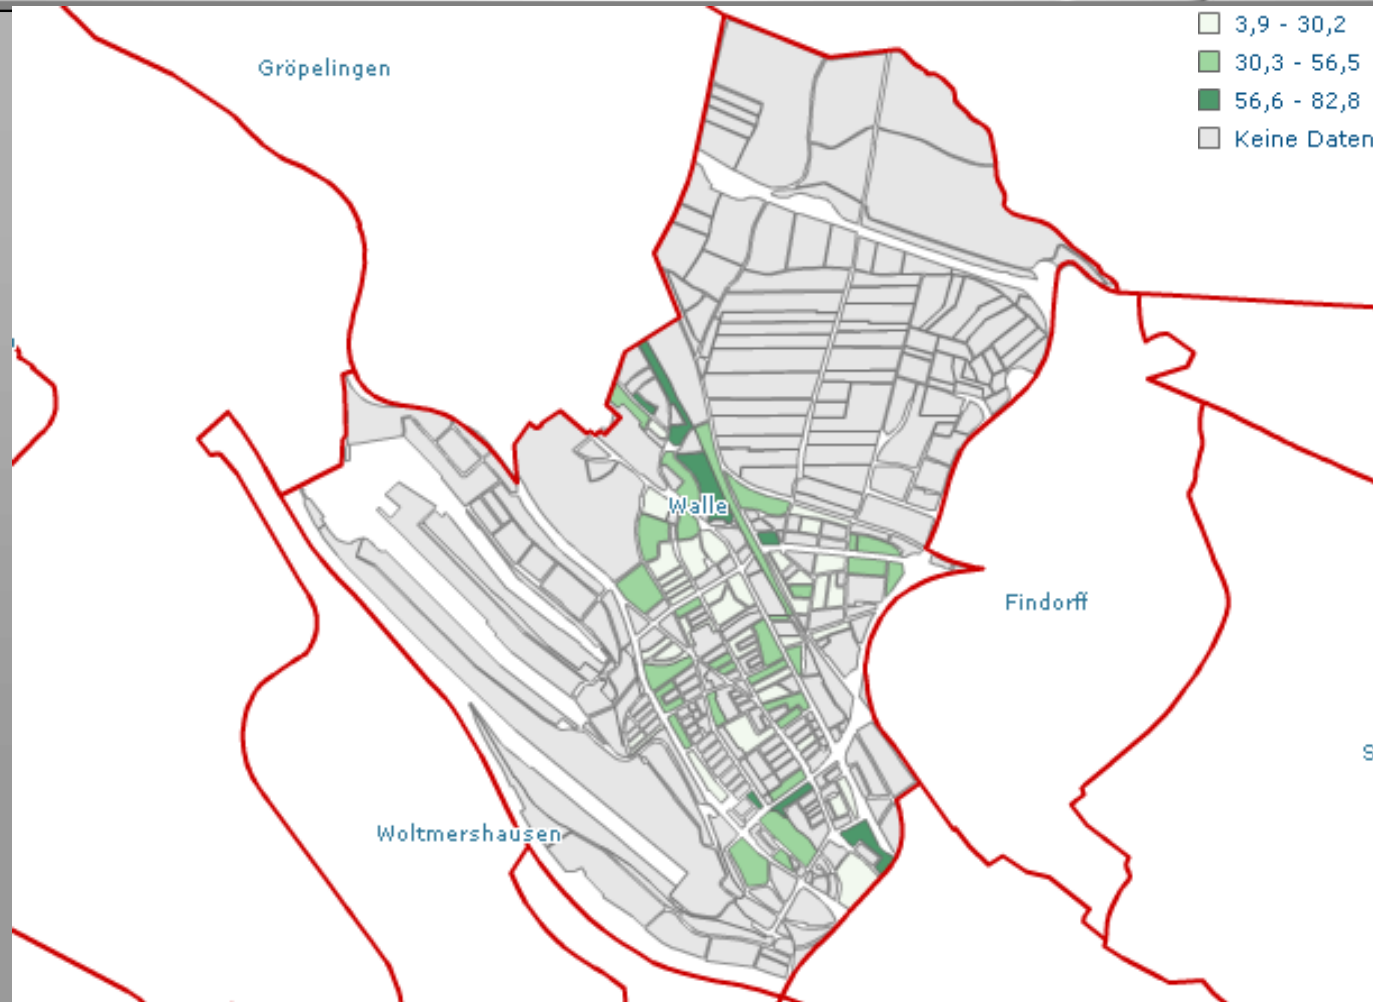 3,9 - 30,2
Gröpelingen
30,3 - 56,5
56,6 - 82,8
Keine Daten
Walle
Findorff
S
Woltmershausen